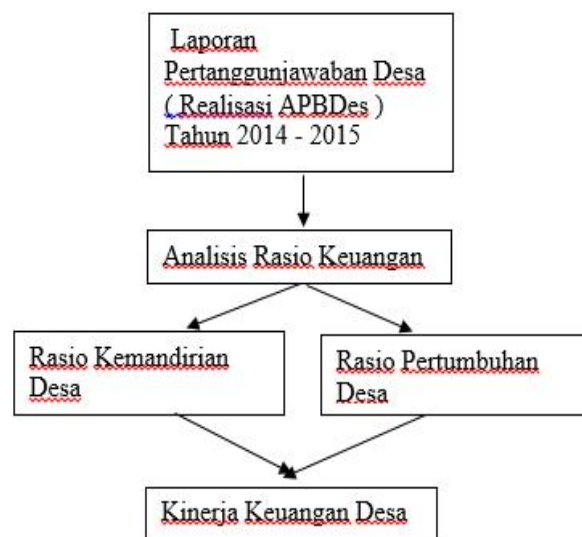 Laporan
Pertanggunjawaban Desa
( Realisasi APBDes )
Tahun 2014 - 2015
Analisis Rasio Keuangan
Rasio Kemandirian
Desa
Rasio Pertumbuhan
Desa
Kinerja Keuangan Desa